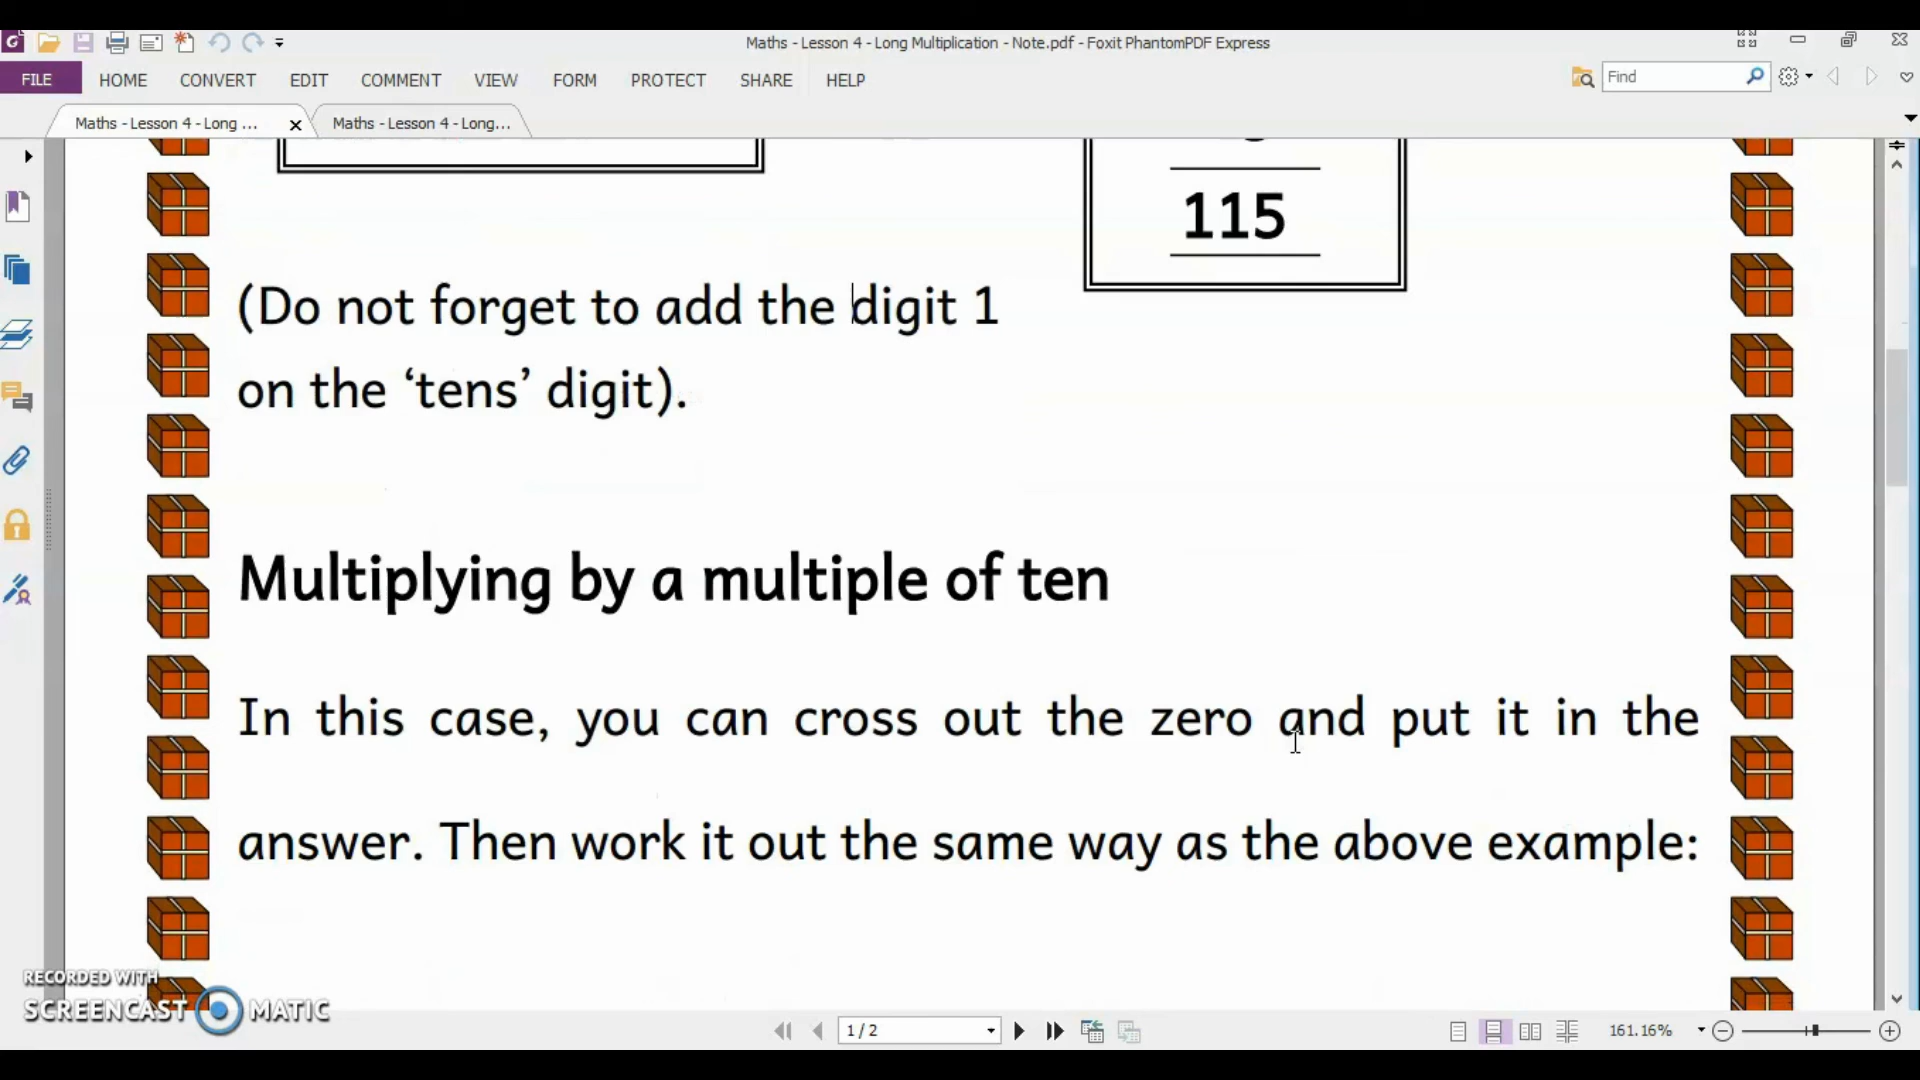 Maths - Lesson 4 - Long Multiplication - Note.pdf - Foxit PhantomPDF Express
FILE HOME CONVERT EDIT COMMENT VIEW FORM PROTECT SHARE HELP Find
Maths - Lesson 4 - Long ... Maths - Lesson 4 - Long...
115
(Do not forget to add the digit 1
on the ‘tens’ digit).
Multiplying by a multiple of ten
In this case, you can cross out the zero and put it in the
answer. Then work it out the same way as the above example:
RECORDED WITH
SCREENCAST MATIC
1 / 2 161.16%